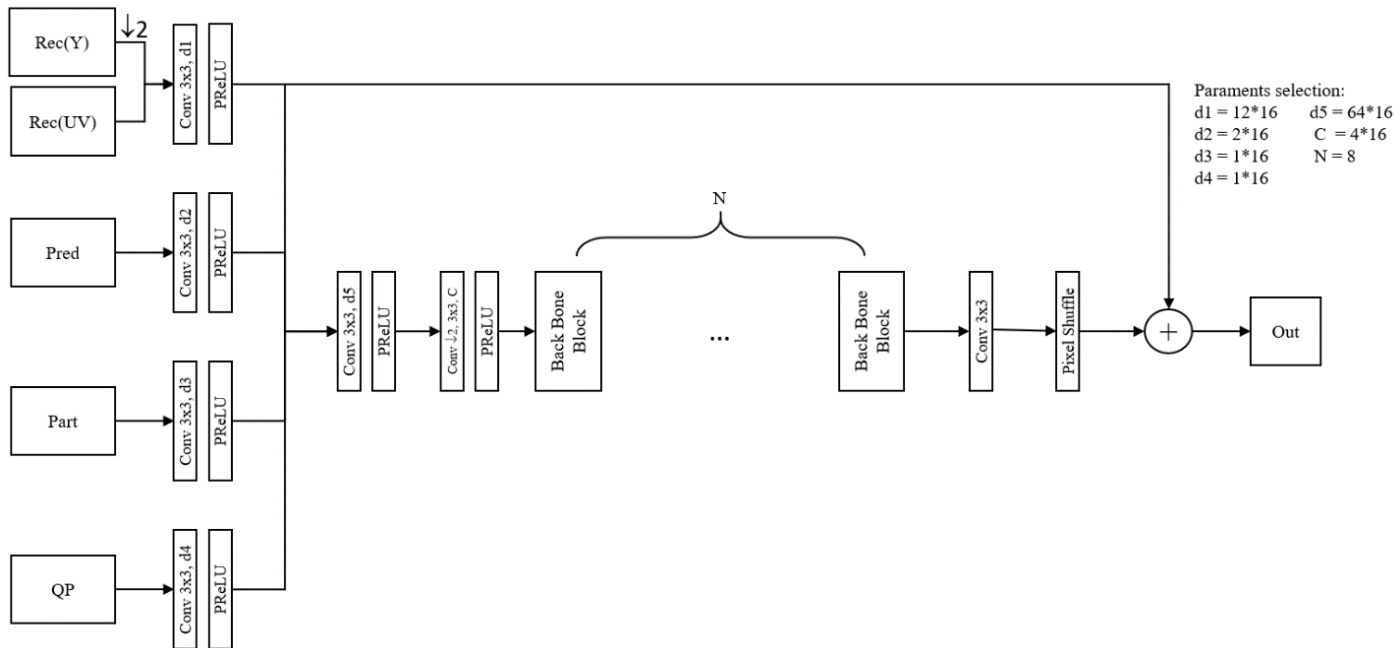 Rec(Y)
↓2
Rec(UV)
Conv 3x3, d1
PReLU
Paraments selection:
d1 = 12*16 d5 = 64*16
d2 = 2*16 C = 4*16
d3 = 1*16 N = 8
d4 = 1*16
Pred
Conv 3x3, d2
PReLU
N
Conv 3x3, d5
PReLU
Conv ↓2, 3x3, C
PReLU
Back Bone
Block
...
Back Bone
Block
Conv 3x3
Pixel Shuffle
+
Out
Part
Conv 3x3, d3
PReLU
QP
Conv 3x3, d4
PReLU